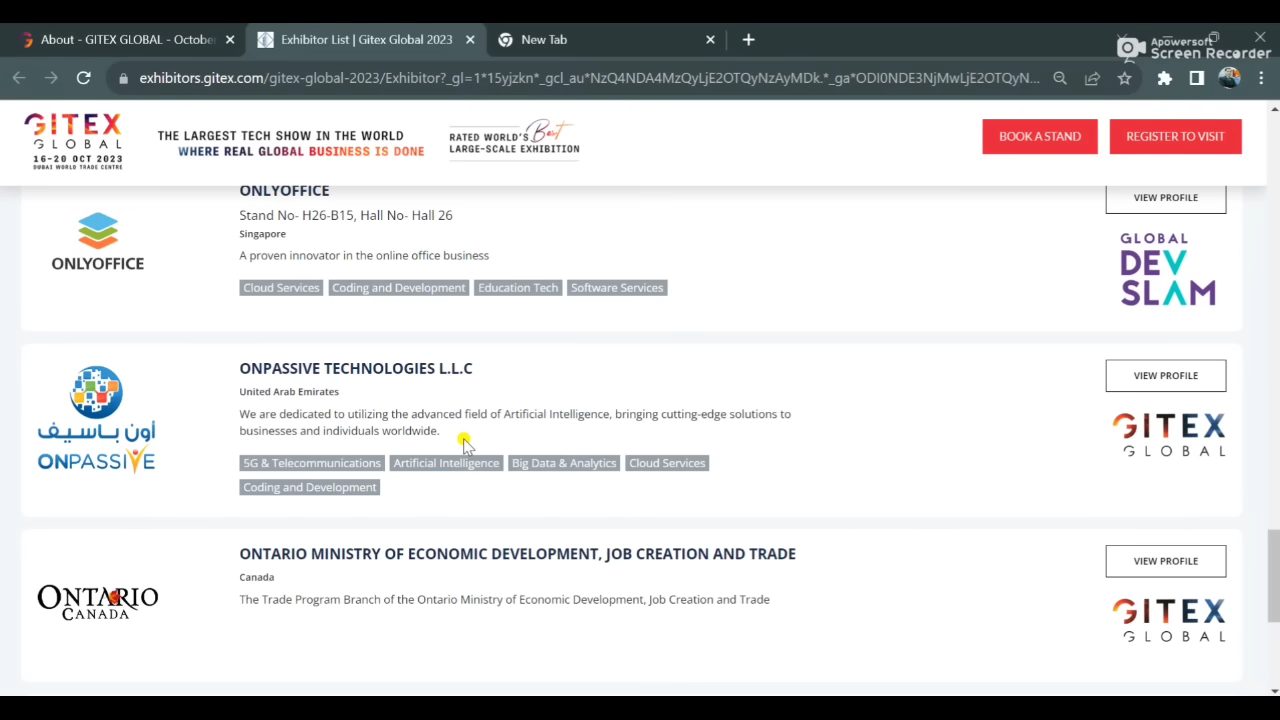 About - GITEX GLOBAL - October
Exhibitor List | Gitex Global 2023
New Tab
Apowersoft
Screen Recorder
exhibitors.gitex.com/gitex-global-2023/Exhibitor?_gl=1*15yjzkn*_gcl_au*NzQ4NDA4MzQyLjE2OTQyNzAyMDk.*_ga*ODI0NDE3NjMwLjE2OTQyN...
GITEX
GLOBAL
16-20 OCT 2023
DUBAI WORLD TRADE CENTRE
THE LARGEST TECH SHOW IN THE WORLD
WHERE REAL GLOBAL BUSINESS IS DONE
RATED WORLD'S Best
LARGE-SCALE EXHIBITION
BOOK A STAND
REGISTER TO VISIT
ONLYOFFICE
ONLYOFFICE
Stand No- H26-B15, Hall No- Hall 26
Singapore
A proven innovator in the online office business
Cloud Services Coding and Development Education Tech Software Services
VIEW PROFILE
GLOBAL
DEV
SLAM
أون باسيف
ONPASSIVE
ONPASSIVE TECHNOLOGIES L.L.C
United Arab Emirates
We are dedicated to utilizing the advanced field of Artificial Intelligence, bringing cutting-edge solutions to
businesses and individuals worldwide.
5G & Telecommunications Artificial Intelligence Big Data & Analytics Cloud Services
Coding and Development
VIEW PROFILE
GITEX
GLOBAL
ONTARIO
CANADA
ONTARIO MINISTRY OF ECONOMIC DEVELOPMENT, JOB CREATION AND TRADE
Canada
The Trade Program Branch of the Ontario Ministry of Economic Development, Job Creation and Trade
VIEW PROFILE
GITEX
GLOBAL